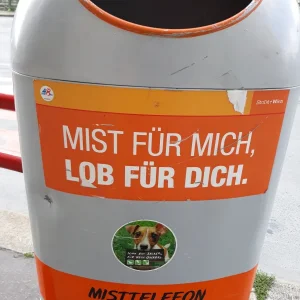 MIST FÜR MICH,
LOB FÜR DICH.
MISTTELEFON